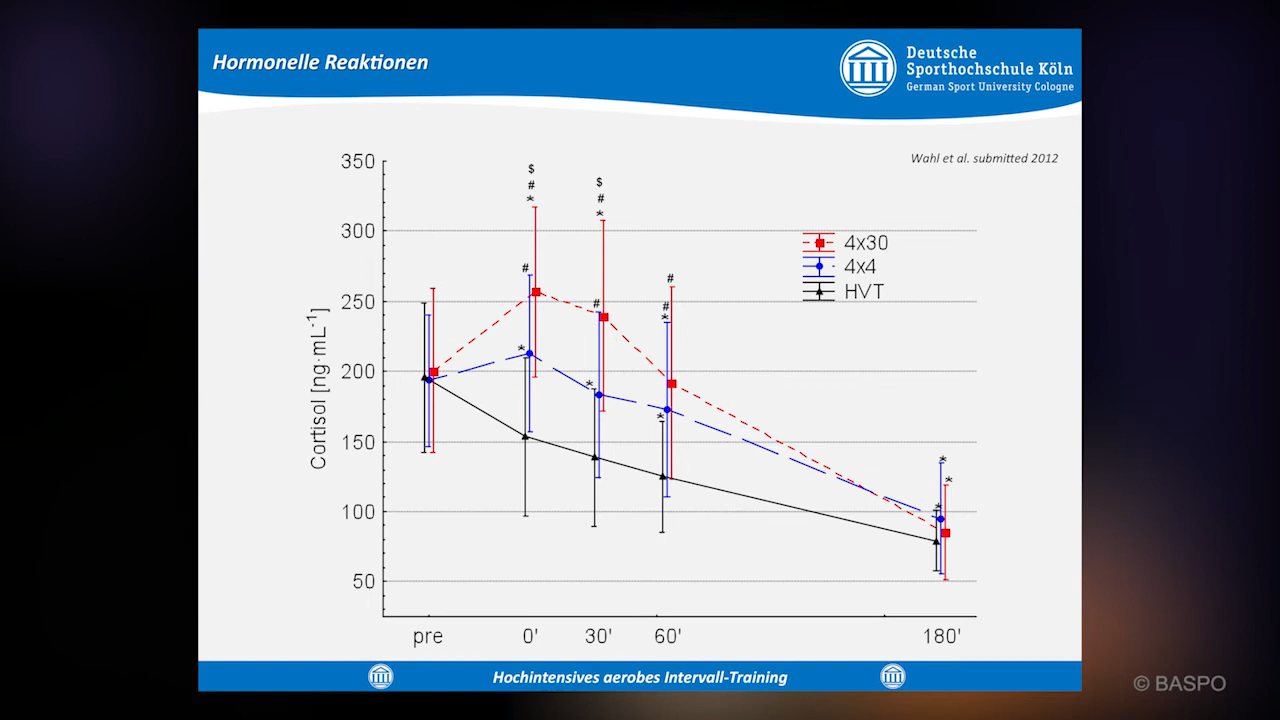 Hormonelle Reaktionen
Deutsche
Sporthochschule Köln
German Sport University Cologne
Wahl et al. submitted 2012
350
300
250
200
150
100
50
Cortisol [ng·mL⁻¹]
$
#
*
$
#
*
#
#
#
#
*
*
*
*
*
*
*
4x30
4x4
HVT
pre
0'
30'
60'
180'
Hochintensives aerobes Intervall-Training
© BASPO